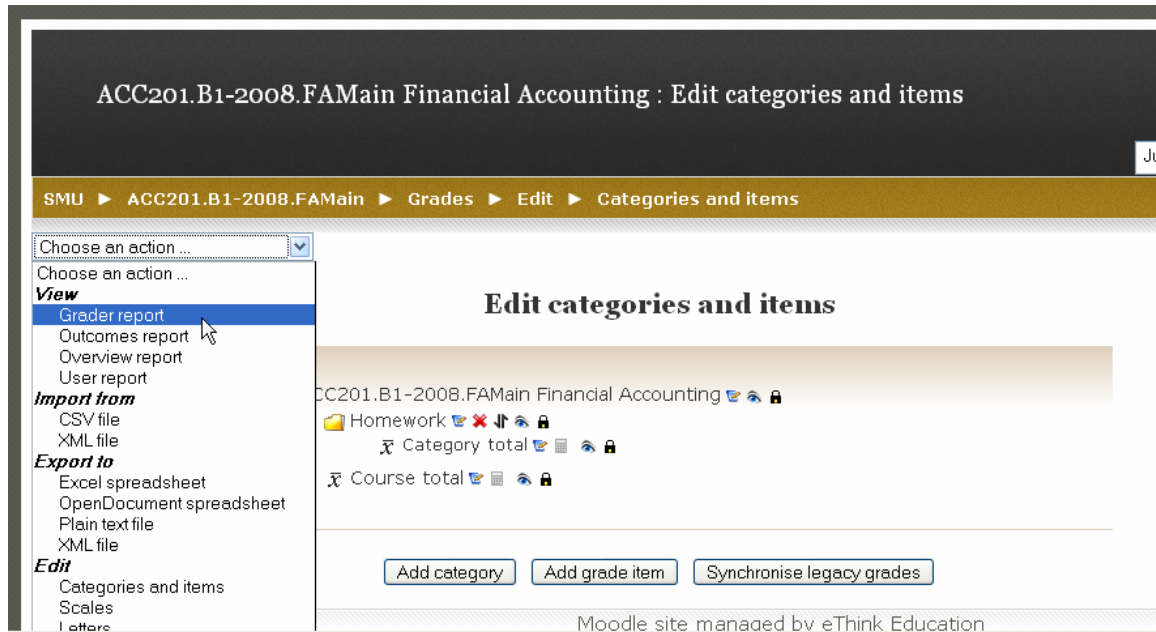 ACC201.B1-2008.FAMain Financial Accounting : Edit categories and items
Ju
SMU ► ACC201.B1-2008.FAMain ► Grades ► Edit ► Categories and items
Choose an action ...
Choose an action ...
View
Grader report
Outcomes report
Overview report
User report
Import from
CSV file
XML file
Export to
Excel spreadsheet
OpenDocument spreadsheet
Plain text file
XML file
Edit
Categories and items
Scales
Letters
Edit categories and items
CC201.B1-2008.FAMain Financial Accounting
Homework
x̅ Category total
x̅ Course total
Add category Add grade item Synchronise legacy grades
Moodle site managed by eThink Education